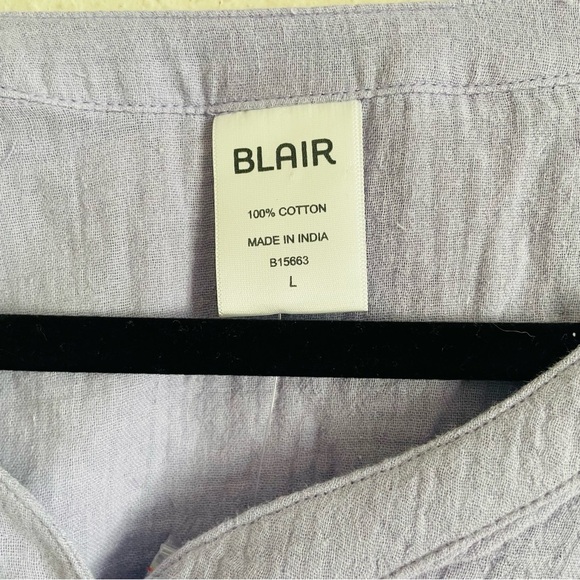 BLAIR
100% COTTON
MADE IN INDIA
B15663
L